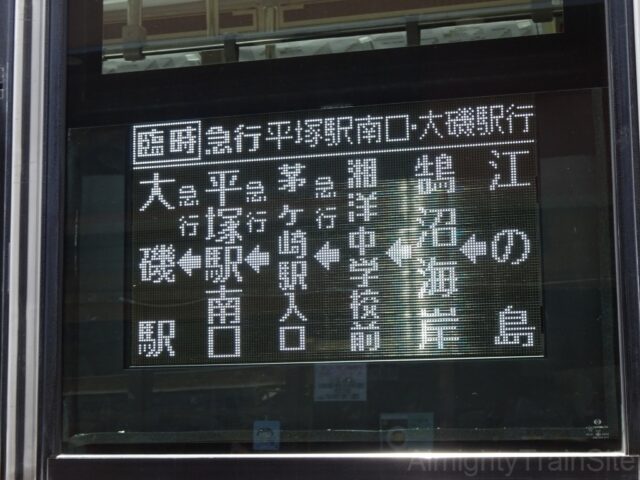 臨時 急行 平塚駅南口・大磯駅行
江の島
←
鵠沼海岸
←
湘洋中学校前
急行←
茅ヶ崎駅入口
急行←
平塚駅南口
急行←
大磯駅
AlmightyTrainSite